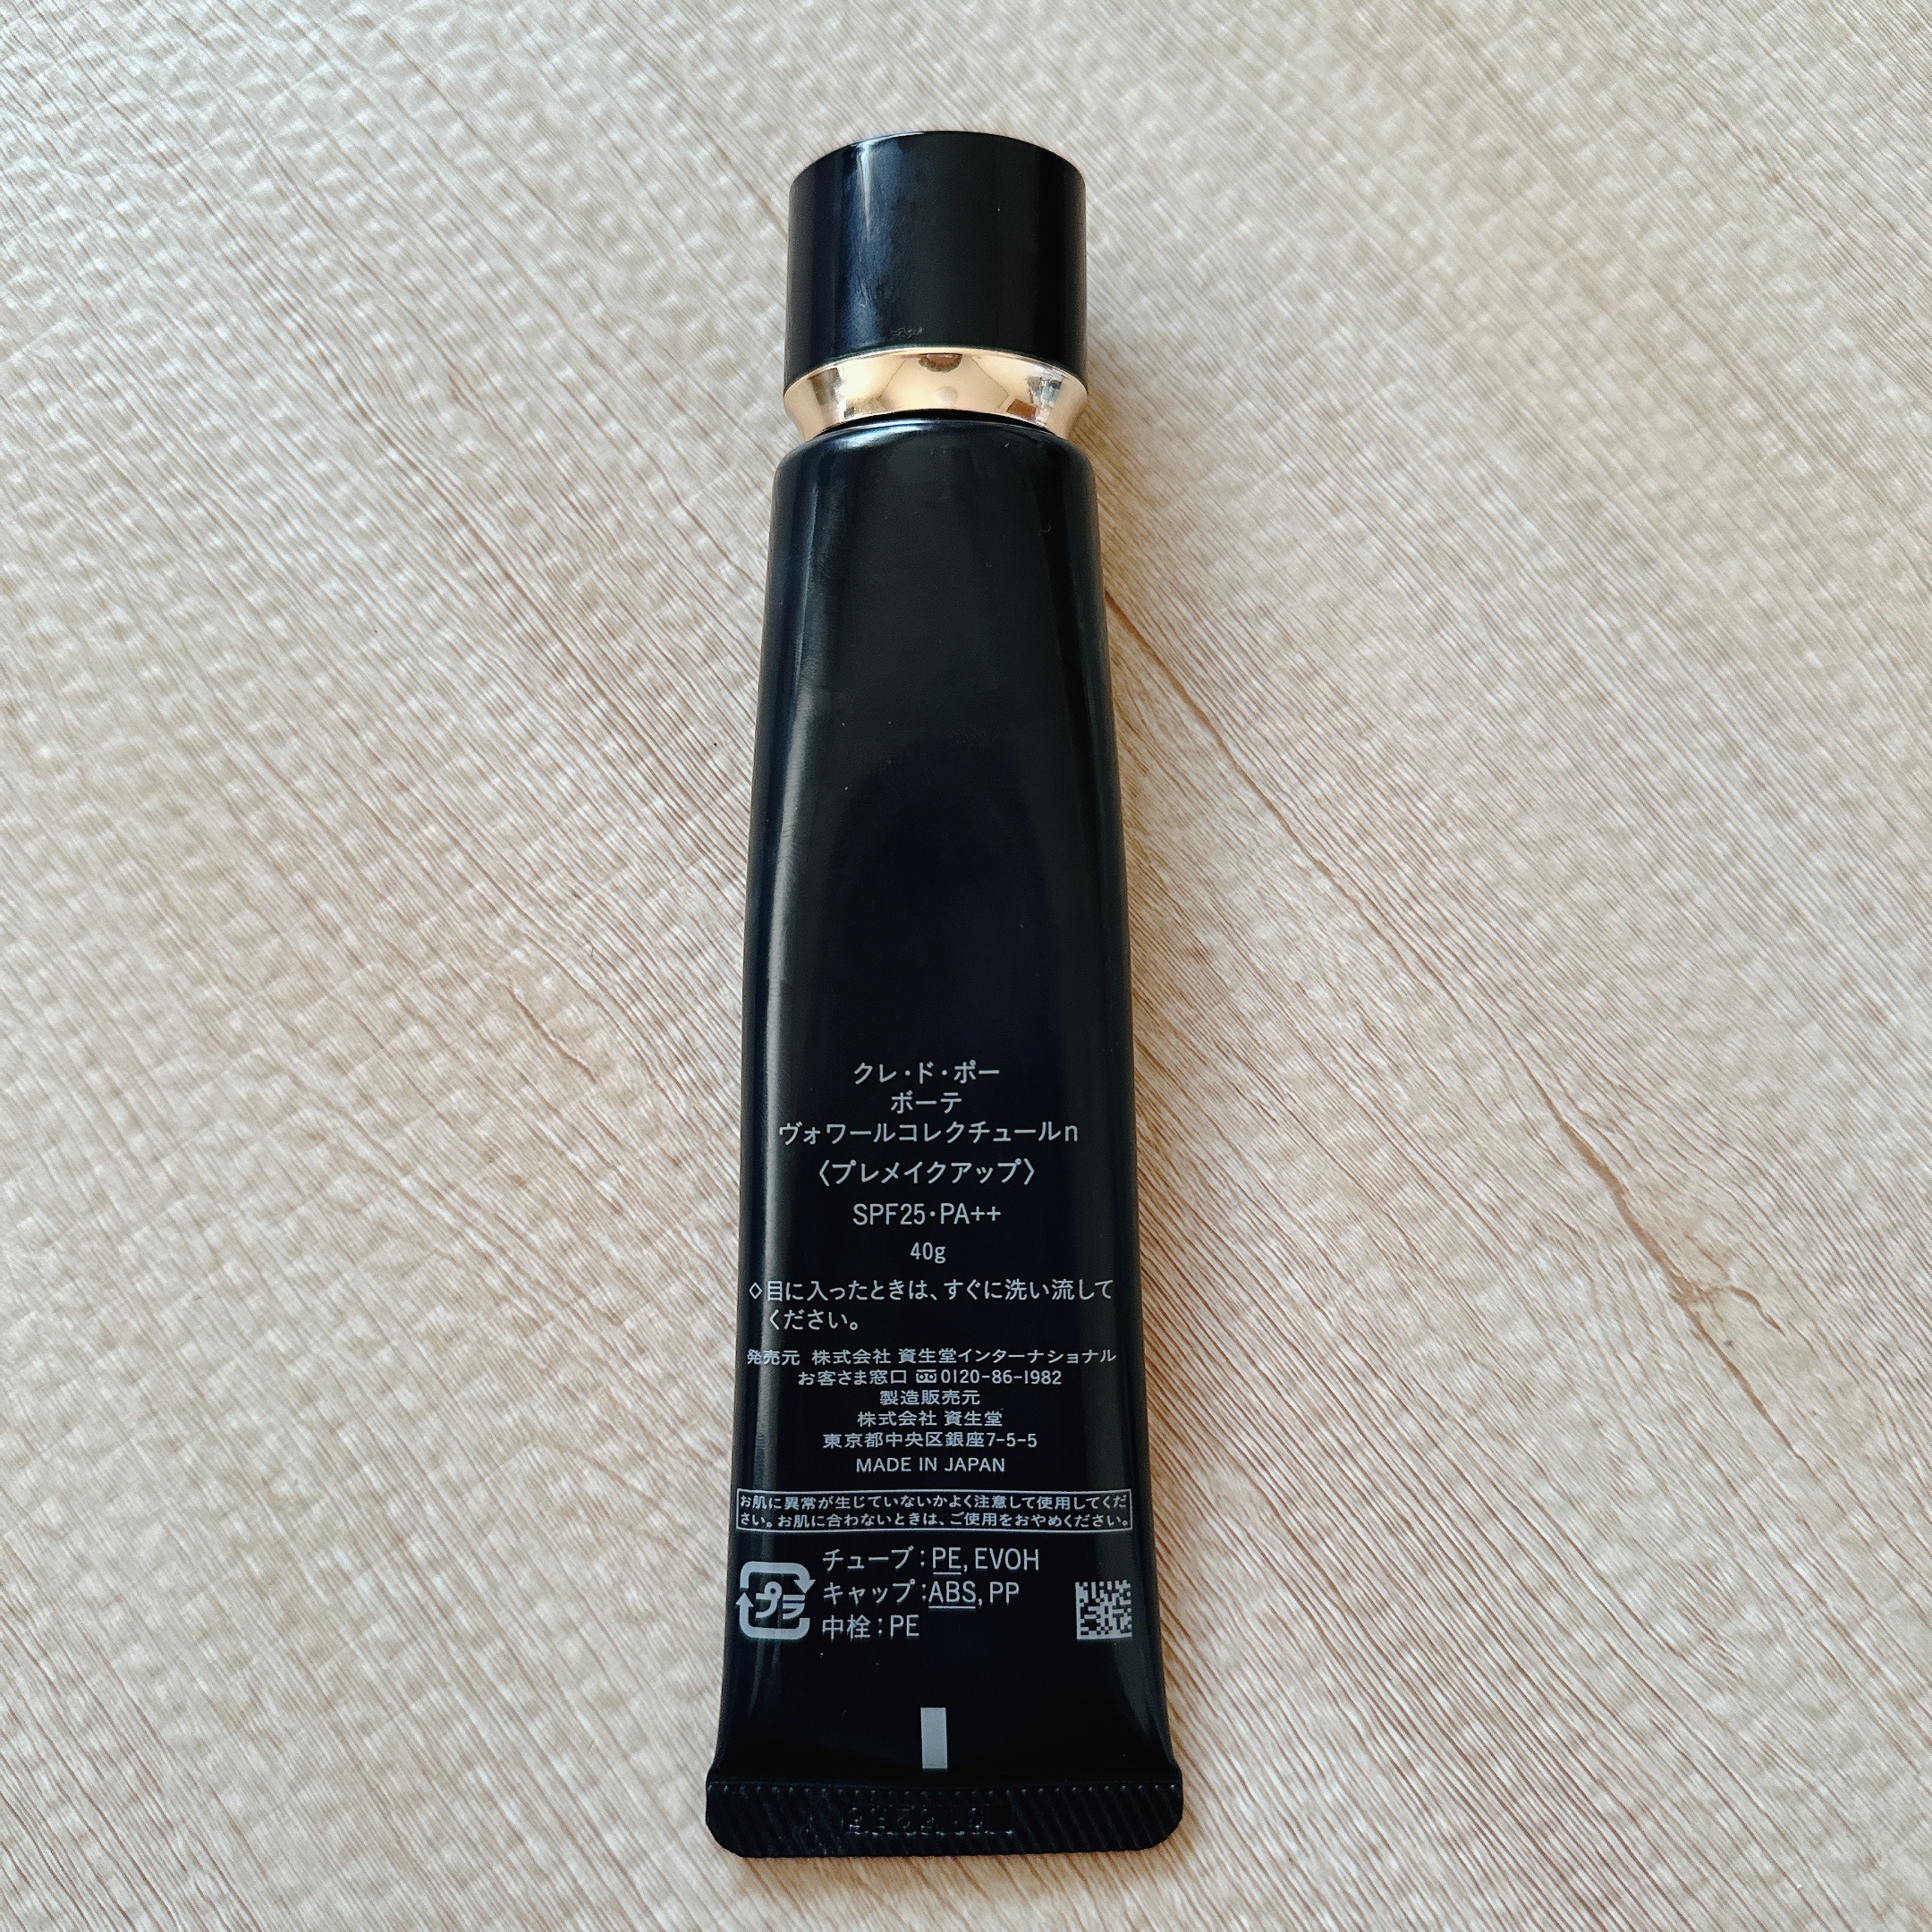 クレ・ド・ポー
ボーテ
ヴォワールコレクチュールn
〈プレメイクアップ〉
SPF25・PA++
40g
◇目に入ったときは、すぐに洗い流して
ください。
発売元 株式会社 資生堂インターナショナル
お客さま窓口 0120-86-1982
製造販売元
株式会社 資生堂
東京都中央区銀座7-5-5
MADE IN JAPAN
お肌に異常が生じていないかよく注意して使用してくだ
さい。お肌に合わないときは、ご使用をおやめください。
プラ
チューブ：PE, EVOH
キャップ：ABS, PP
中栓：PE